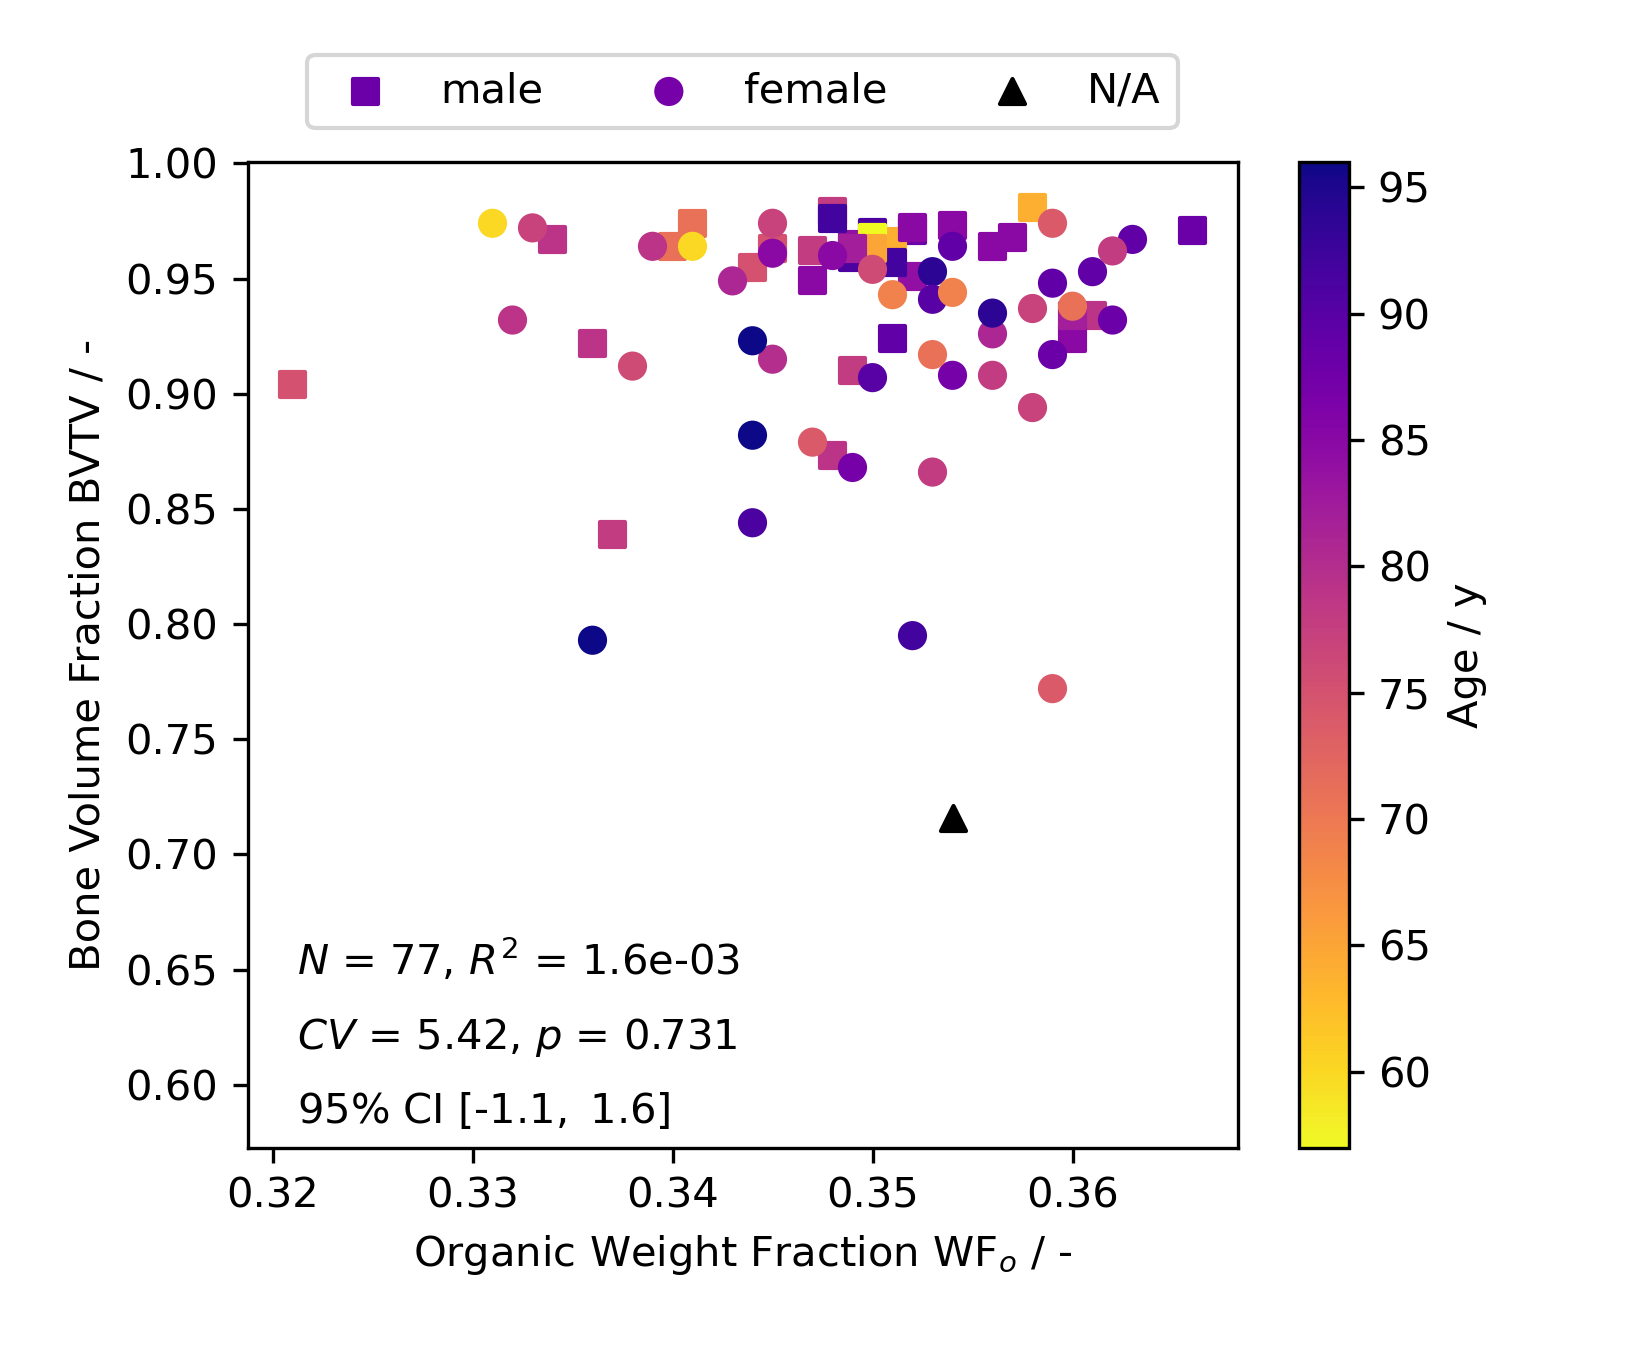 male female N/A
1.00
0.95
0.90
0.85
0.80
0.75
0.70
0.65
0.60
Bone Volume Fraction BVTV / -
N = 77, R² = 1.6e-03
CV = 5.42, p = 0.731
95% CI [-1.1, 1.6]
0.32 0.33 0.34 0.35 0.36
Organic Weight Fraction WFₒ / -
95
90
85
80
75
70
65
60
Age / y